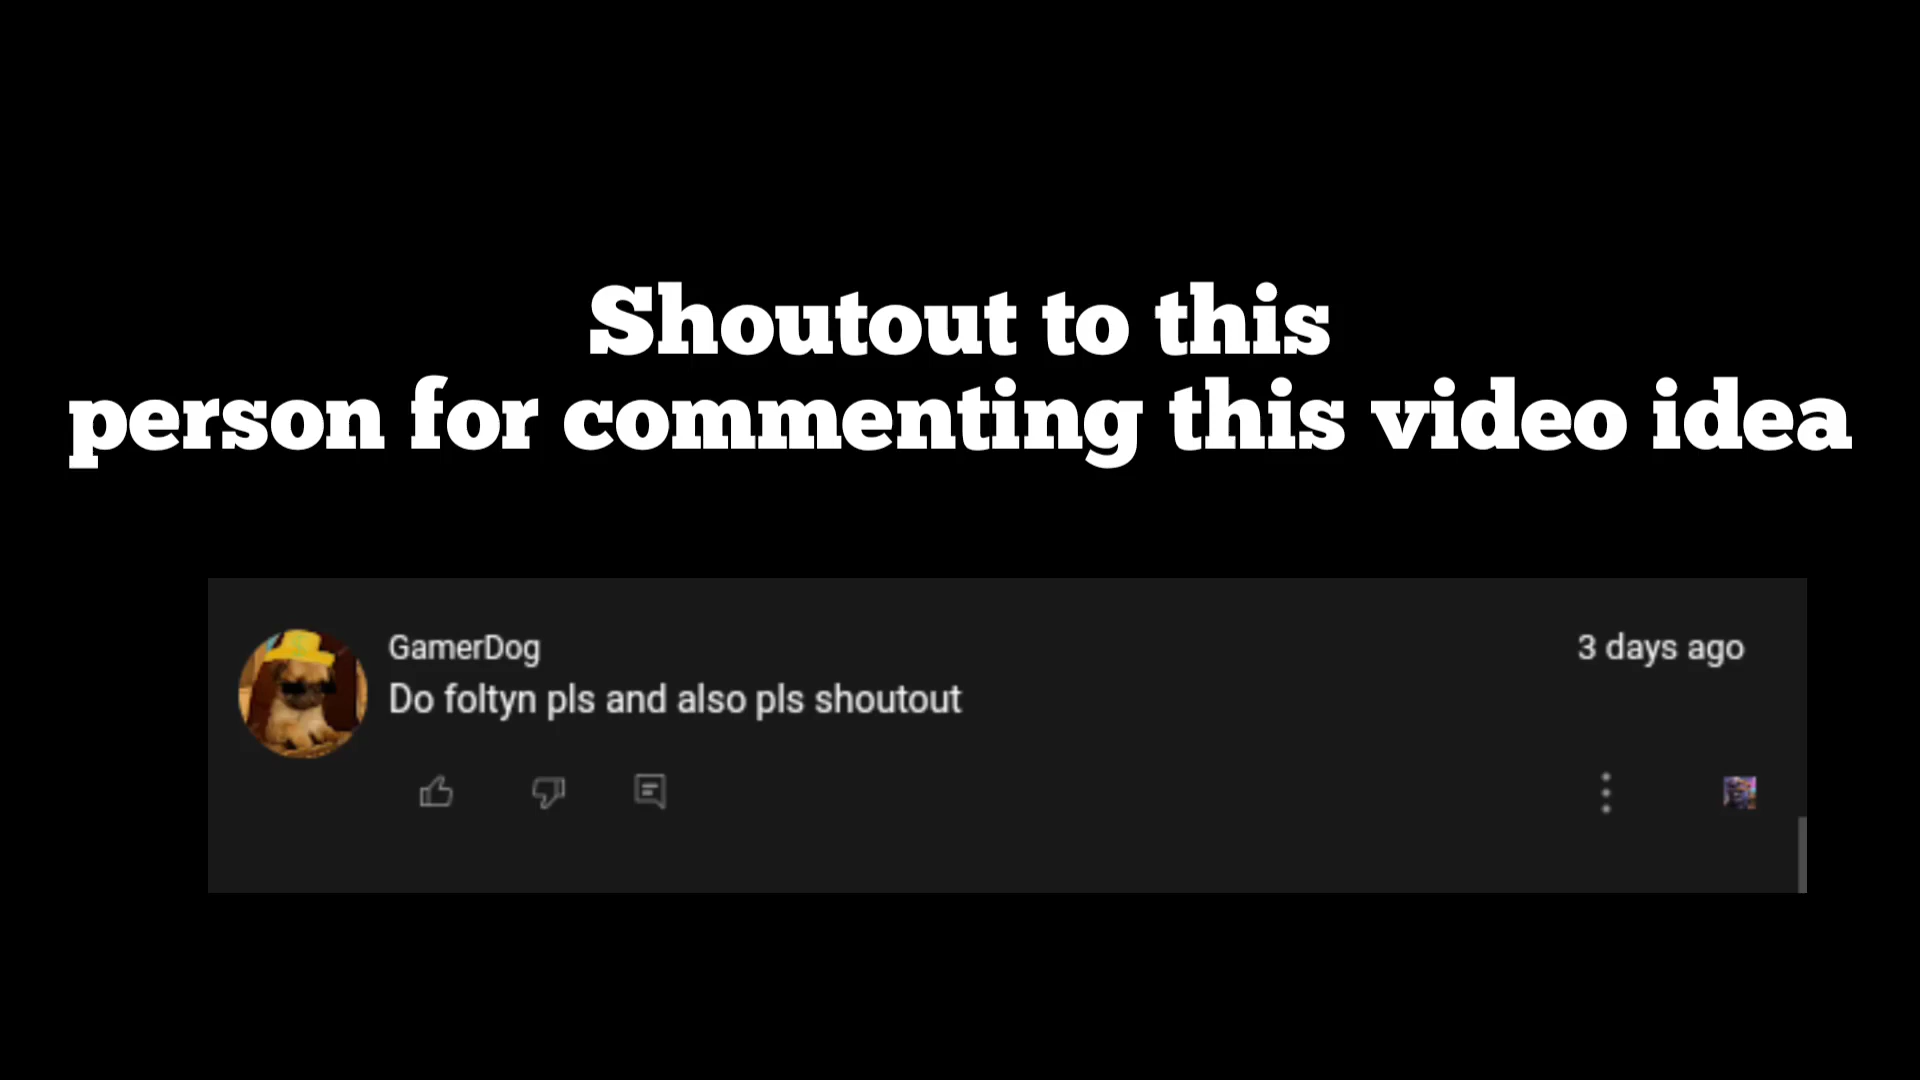 Shoutout to this
person for commenting this video idea
GamerDog
3 days ago
Do foltyn pls and also pls shoutout